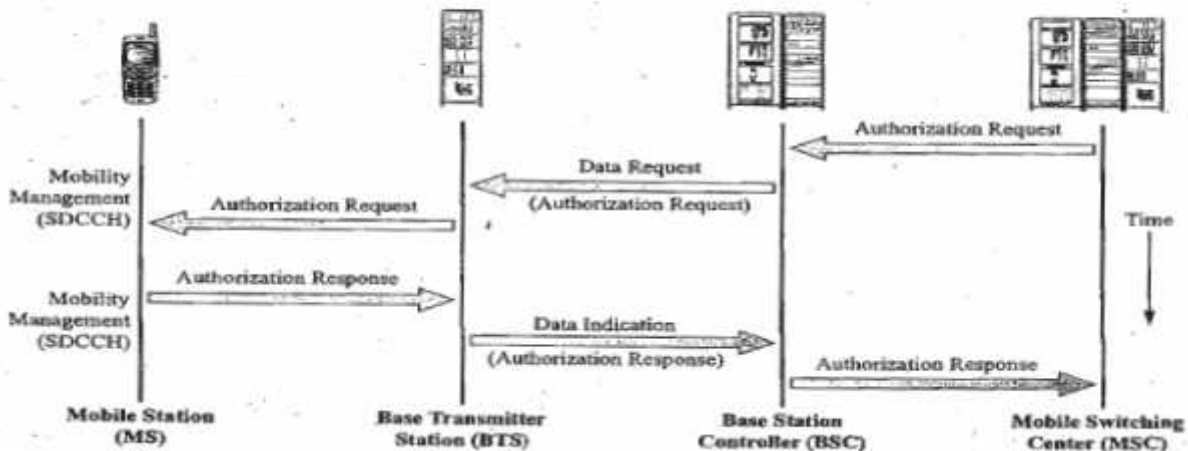 Authorization Request
Data Request
(Authorization Request)
Mobility
Management
(SDCCH)
Authorization Request
Time
Authorization Response
Mobility
Management
(SDCCH)
Data Indication
(Authorization Response)
Authorization Response
Mobile Station
(MS)
Base Transmitter
Station (BTS)
Base Station
Controller (BSC)
Mobile Switching
Center (MSC)